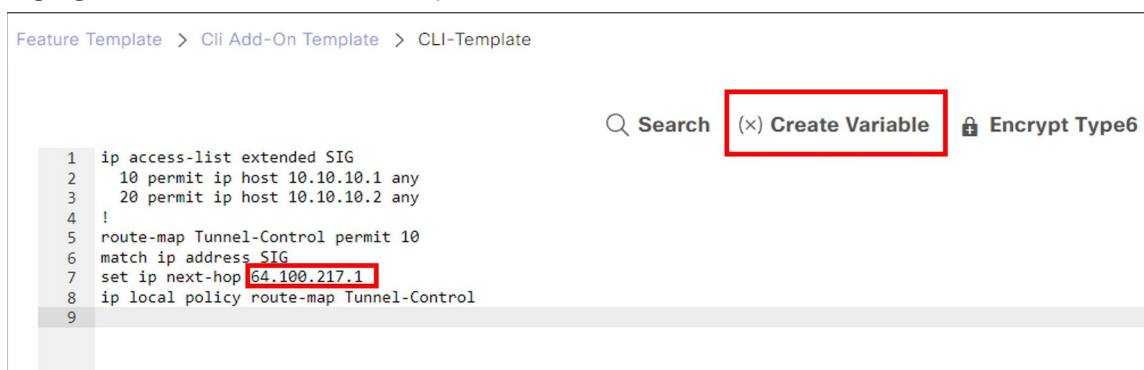 Feature Template > Cli Add-On Template > CLI-Template
Search (×) Create Variable Encrypt Type6
1 ip access-list extended SIG
2 10 permit ip host 10.10.10.1 any
3 20 permit ip host 10.10.10.2 any
4 !
5 route-map Tunnel-Control permit 10
6 match ip address SIG
7 set ip next-hop 64.100.217.1
8 ip local policy route-map Tunnel-Control
9